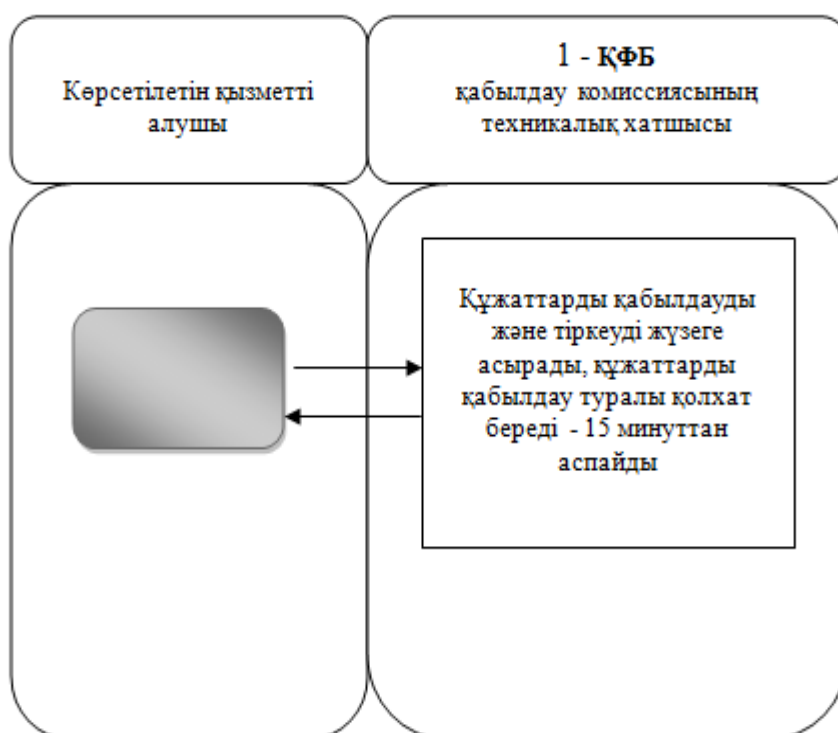 Көрсетілетін қызметті
алушы
1 - ҚФБ
қабылдау комиссиясының
техникалық хатшысы
Құжаттарды қабылдауды
және тіркеуді жүзеге
асырады, құжаттарды
қабылдау туралы қолхат
береді - 15 минуттан
аспайды